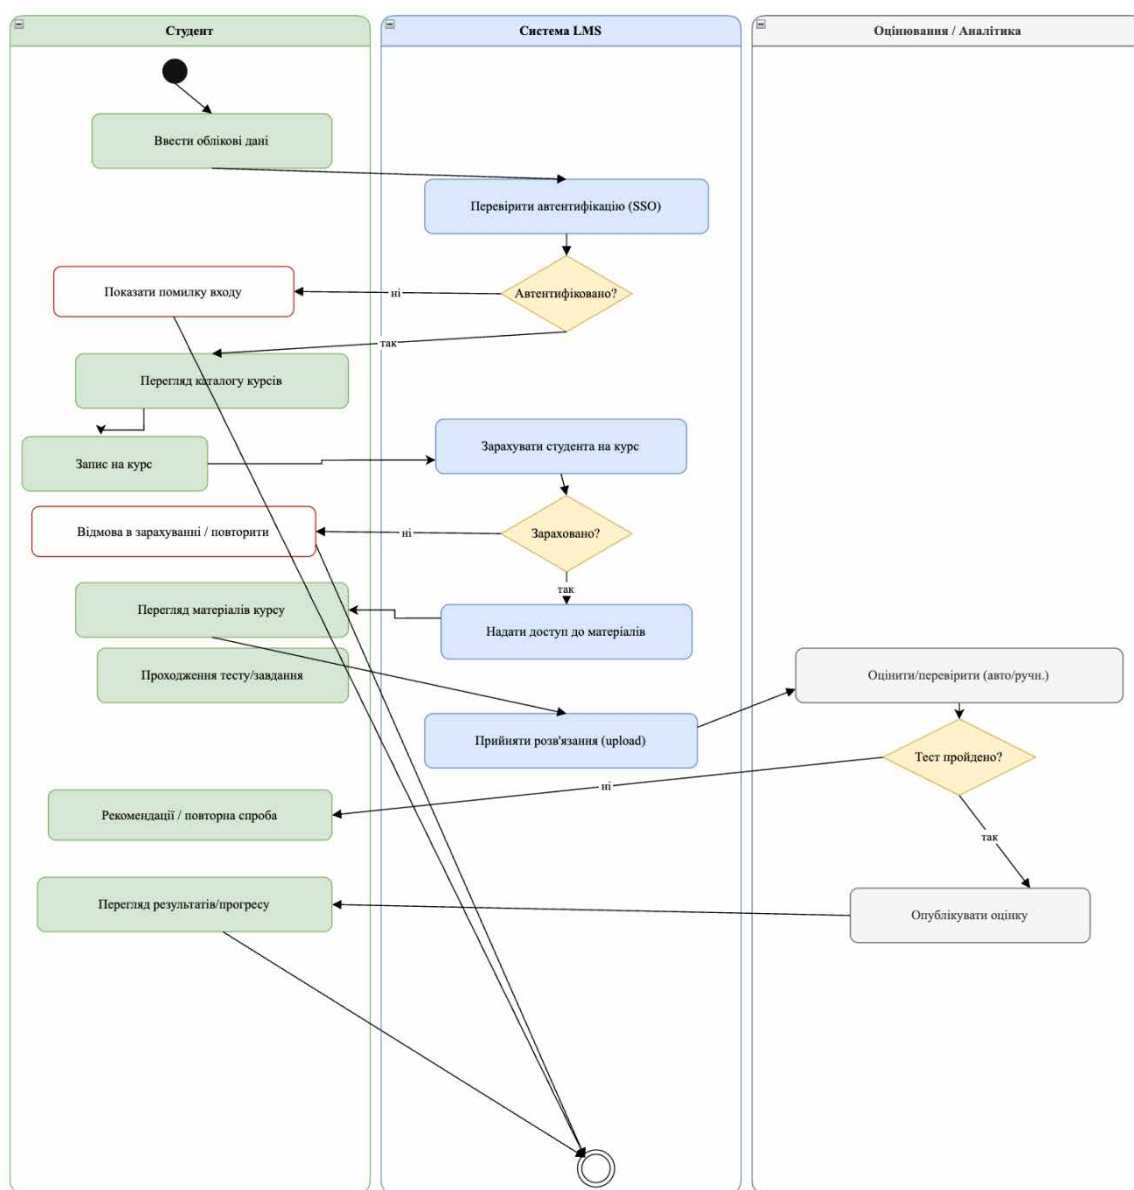 Студент
Система LMS
Оцінювання / Аналітика
Ввести облікові дані
Перевірити автентифікацію (SSO)
Показати помилку входу
ні
Автентифіковано?
так
Перегляд каталогу курсів
Запис на курс
Зарахувати студента на курс
Відмова в зарахуванні / повторити
ні
Зараховано?
так
Перегляд матеріалів курсу
Надати доступ до матеріалів
Проходження тесту/завдання
Оцінити/перевірити (авто/ручн.)
Прийняти розв'язання (upload)
Тест пройдено?
ні
Рекомендації / повторна спроба
так
Перегляд результатів/прогресу
Опублікувати оцінку